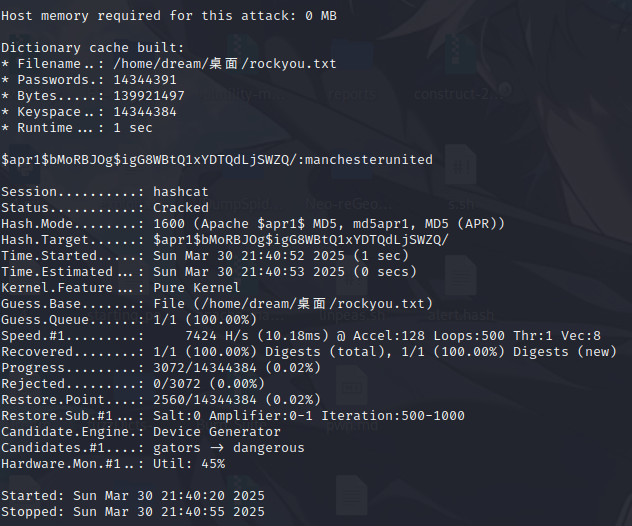 Host memory required for this attack: 0 MB
Dictionary cache built:
* Filename..: /home/dream/桌面/rockyou.txt
* Passwords.: 14344391
* Bytes.....: 139921497
* Keyspace..: 14344384
* Runtime...: 1 sec
$apr1$bMoRBJOg$igG8WBtQ1xYDTQdLjSWZQ/:manchesterunited
Session..........: hashcat
Status...........: Cracked
Hash.Mode........: 1600 (Apache $apr1$ MD5, md5apr1, MD5 (APR))
Hash.Target......: $apr1$bMoRBJOg$igG8WBtQ1xYDTQdLjSWZQ/
Time.Started.....: Sun Mar 30 21:40:52 2025 (1 sec)
Time.Estimated...: Sun Mar 30 21:40:53 2025 (0 secs)
Kernel.Feature...: Pure Kernel
Guess.Base.......: File (/home/dream/桌面/rockyou.txt)
Guess.Queue......: 1/1 (100.00%)
Speed.#1.........:     7424 H/s (10.18ms) @ Accel:128 Loops:500 Thr:1 Vec:8
Recovered........: 1/1 (100.00%) Digests (total), 1/1 (100.00%) Digests (new)
Progress.........: 3072/14344384 (0.02%)
Rejected.........: 0/3072 (0.00%)
Restore.Point....: 2560/14344384 (0.02%)
Restore.Sub.#1...: Salt:0 Amplifier:0-1 Iteration:500-1000
Candidate.Engine.: Device Generator
Candidates.#1....: gators -> dangerous
Hardware.Mon.#1..: Util: 45%
Started: Sun Mar 30 21:40:20 2025
Stopped: Sun Mar 30 21:40:55 2025